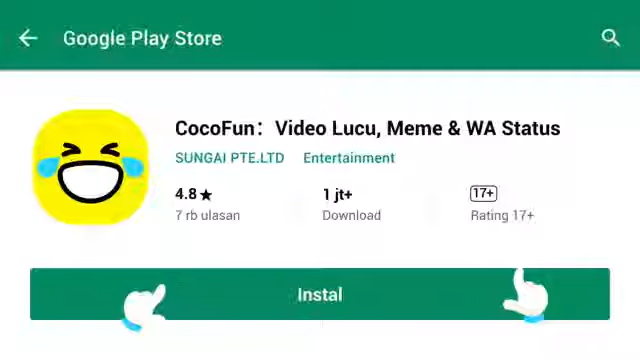 Google Play Store
CocoFun：Video Lucu, Meme & WA Status
SUNGAI PTE.LTD Entertainment
4.8★ 1 jt+ 17+
7 rb ulasan Download Rating 17+
Instal